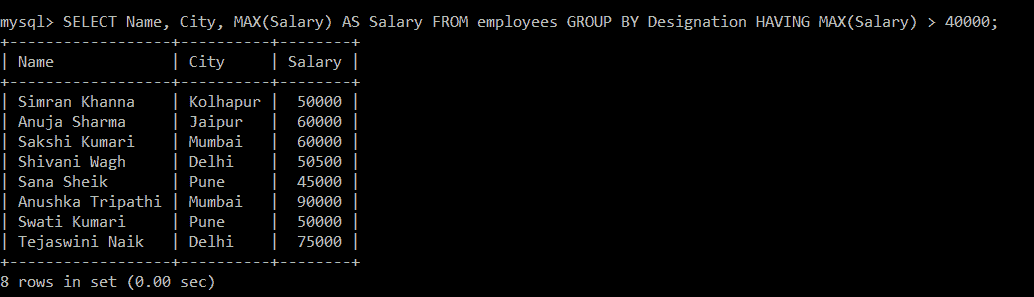 mysql> SELECT Name, City, MAX(Salary) AS Salary FROM employees GROUP BY Designation HAVING MAX(Salary) > 40000;
+------------------+----------+--------+
| Name             | City     | Salary |
+------------------+----------+--------+
| Simran Khanna    | Kolhapur |  50000 |
| Anuja Sharma     | Jaipur   |  60000 |
| Sakshi Kumari    | Mumbai   |  60000 |
| Shivani Wagh     | Delhi    |  50500 |
| Sana Sheik       | Pune     |  45000 |
| Anushka Tripathi | Mumbai   |  90000 |
| Swati Kumari     | Pune     |  50000 |
| Tejaswini Naik   | Delhi    |  75000 |
+------------------+----------+--------+
8 rows in set (0.00 sec)